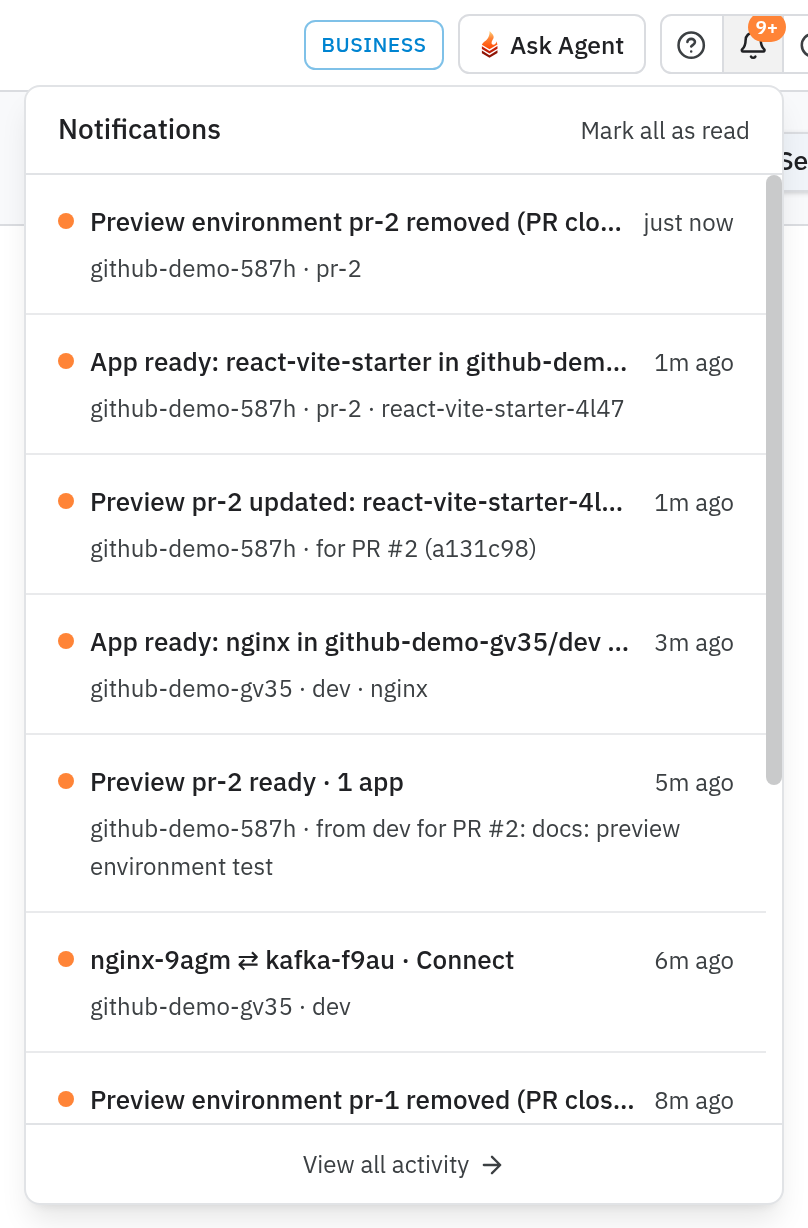 BUSINESS
Ask Agent
9+
Notifications
Mark all as read
Se
Preview environment pr-2 removed (PR clo...
just now
github-demo-587h · pr-2
App ready: react-vite-starter in github-dem...
1m ago
github-demo-587h · pr-2 · react-vite-starter-4l47
Preview pr-2 updated: react-vite-starter-4l...
1m ago
github-demo-587h · for PR #2 (a131c98)
App ready: nginx in github-demo-gv35/dev ...
3m ago
github-demo-gv35 · dev · nginx
Preview pr-2 ready · 1 app
5m ago
github-demo-587h · from dev for PR #2: docs: preview
environment test
nginx-9agm ⇄ kafka-f9au · Connect
6m ago
github-demo-gv35 · dev
Preview environment pr-1 removed (PR clos...
8m ago
View all activity →